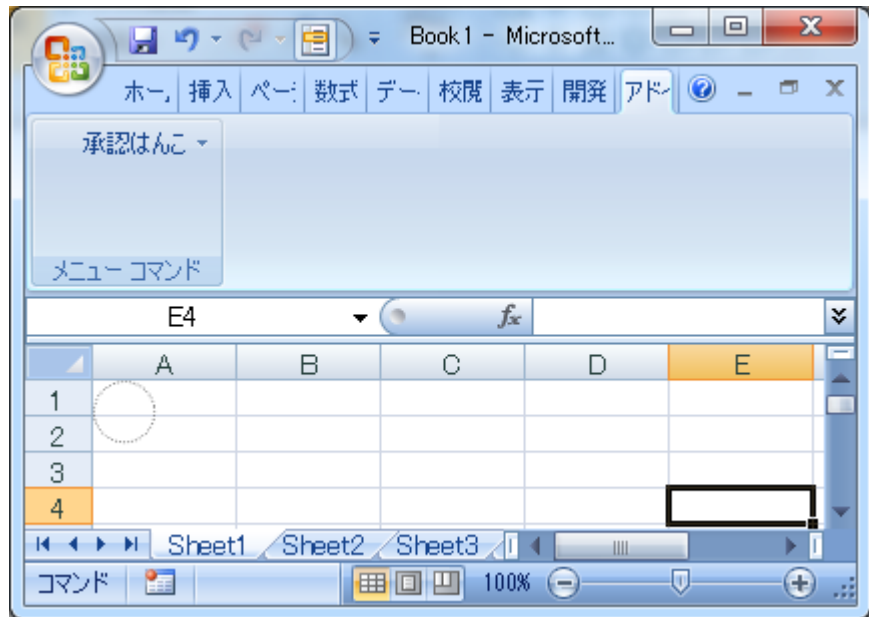 Book1 - Microsoft...
ホー, 挿入 ペー: 数式 デー. 校閲 表示 開発 アド
承認はんこ
メニュー コマンド
E4 fx
A B C D E
1
2
3
4
Sheet1 Sheet2 Sheet3
コマンド 100%